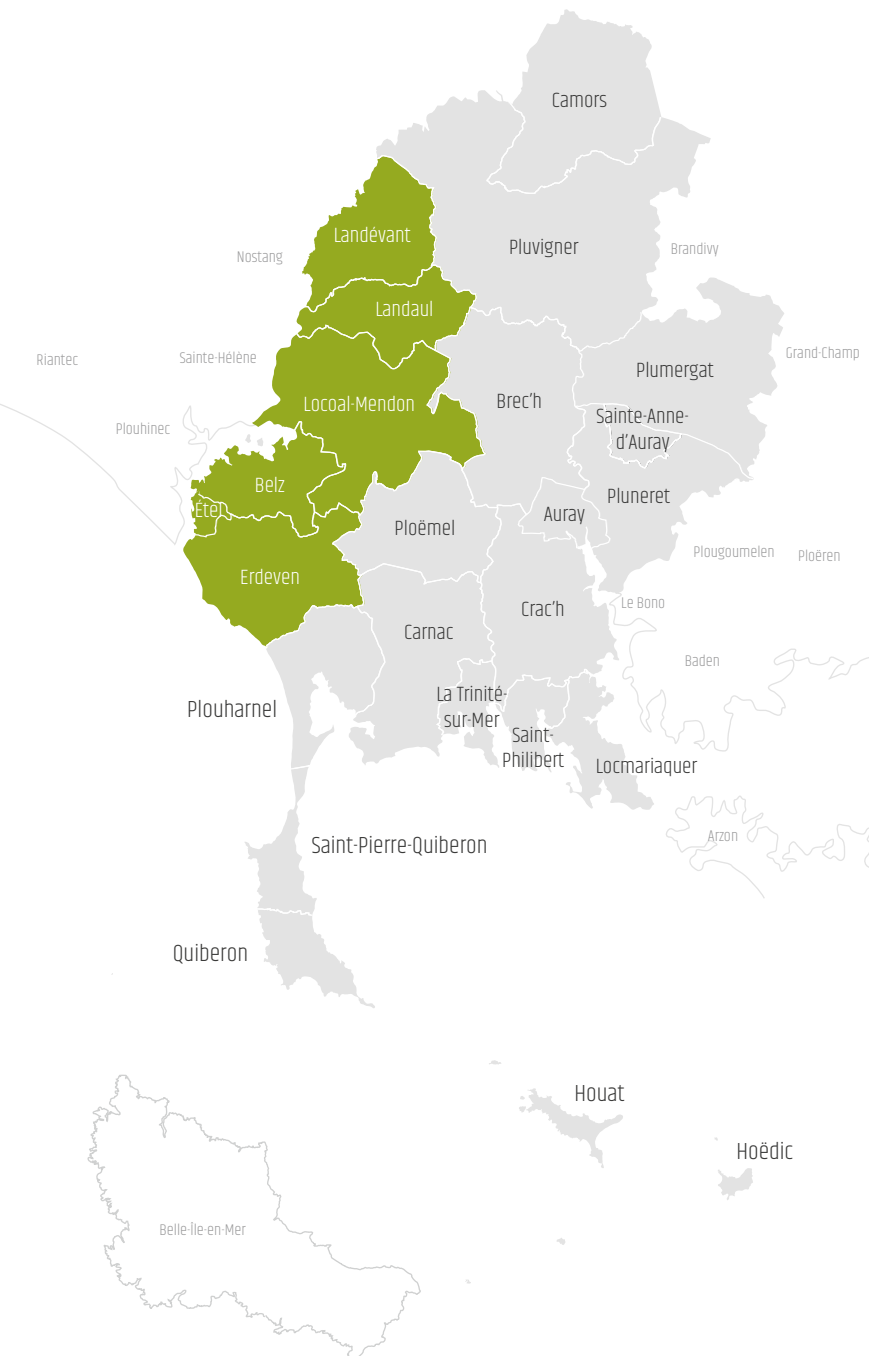 Camors
Landévant
Pluvigner
Brandivy
Nostang
Landaul
Grand-Champ
Riantec
Sainte-Hélène
Plumergat
Locoal-Mendon
Brec'h
Sainte-Anne-
d'Auray
Plouhinec
Belz
Pluneret
Étel
Auray
Ploëmel
Plougoumelen
Ploëren
Erdeven
Le Bono
Crac'h
Carnac
Baden
La Trinité-
sur-Mer
Plouharnel
Saint-
Philibert
Locmariaquer
Arzon
Saint-Pierre-Quiberon
Quiberon
Houat
Hoëdic
Belle-Île-en-Mer